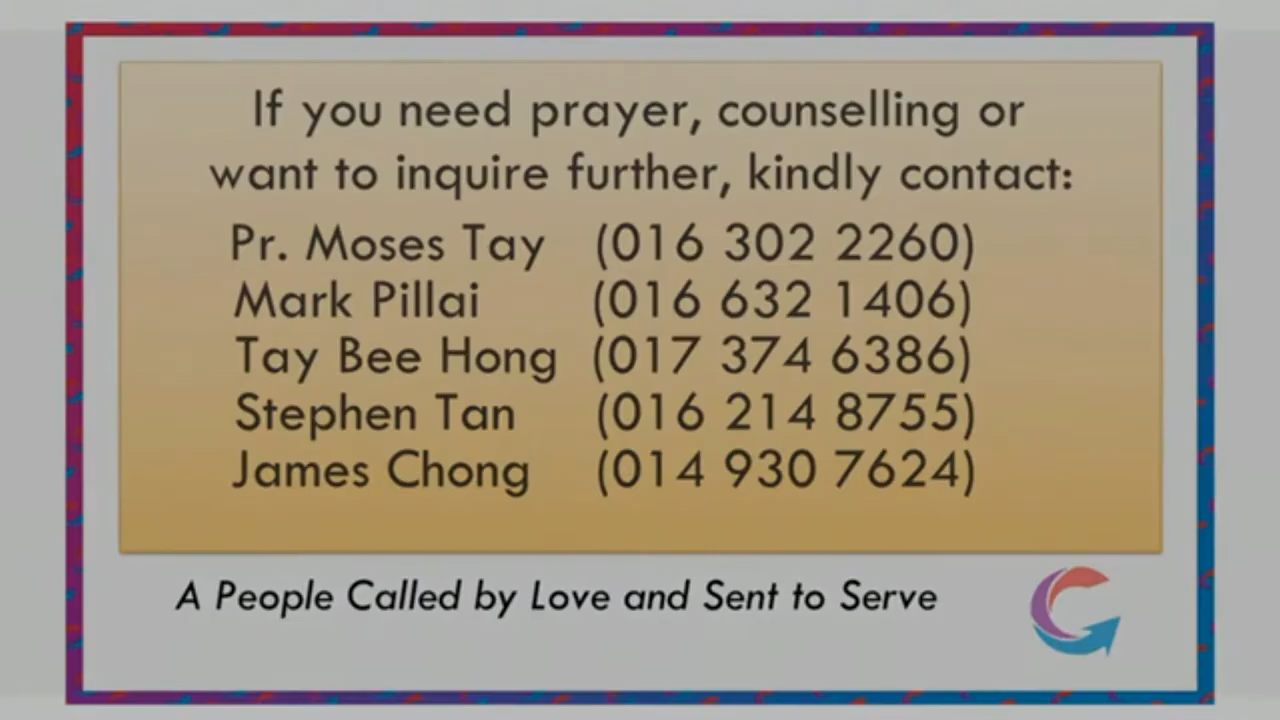 If you need prayer, counselling or
want to inquire further, kindly contact:
Pr. Moses Tay (016 302 2260)
Mark Pillai (016 632 1406)
Tay Bee Hong (017 374 6386)
Stephen Tan (016 214 8755)
James Chong (014 930 7624)
A People Called by Love and Sent to Serve